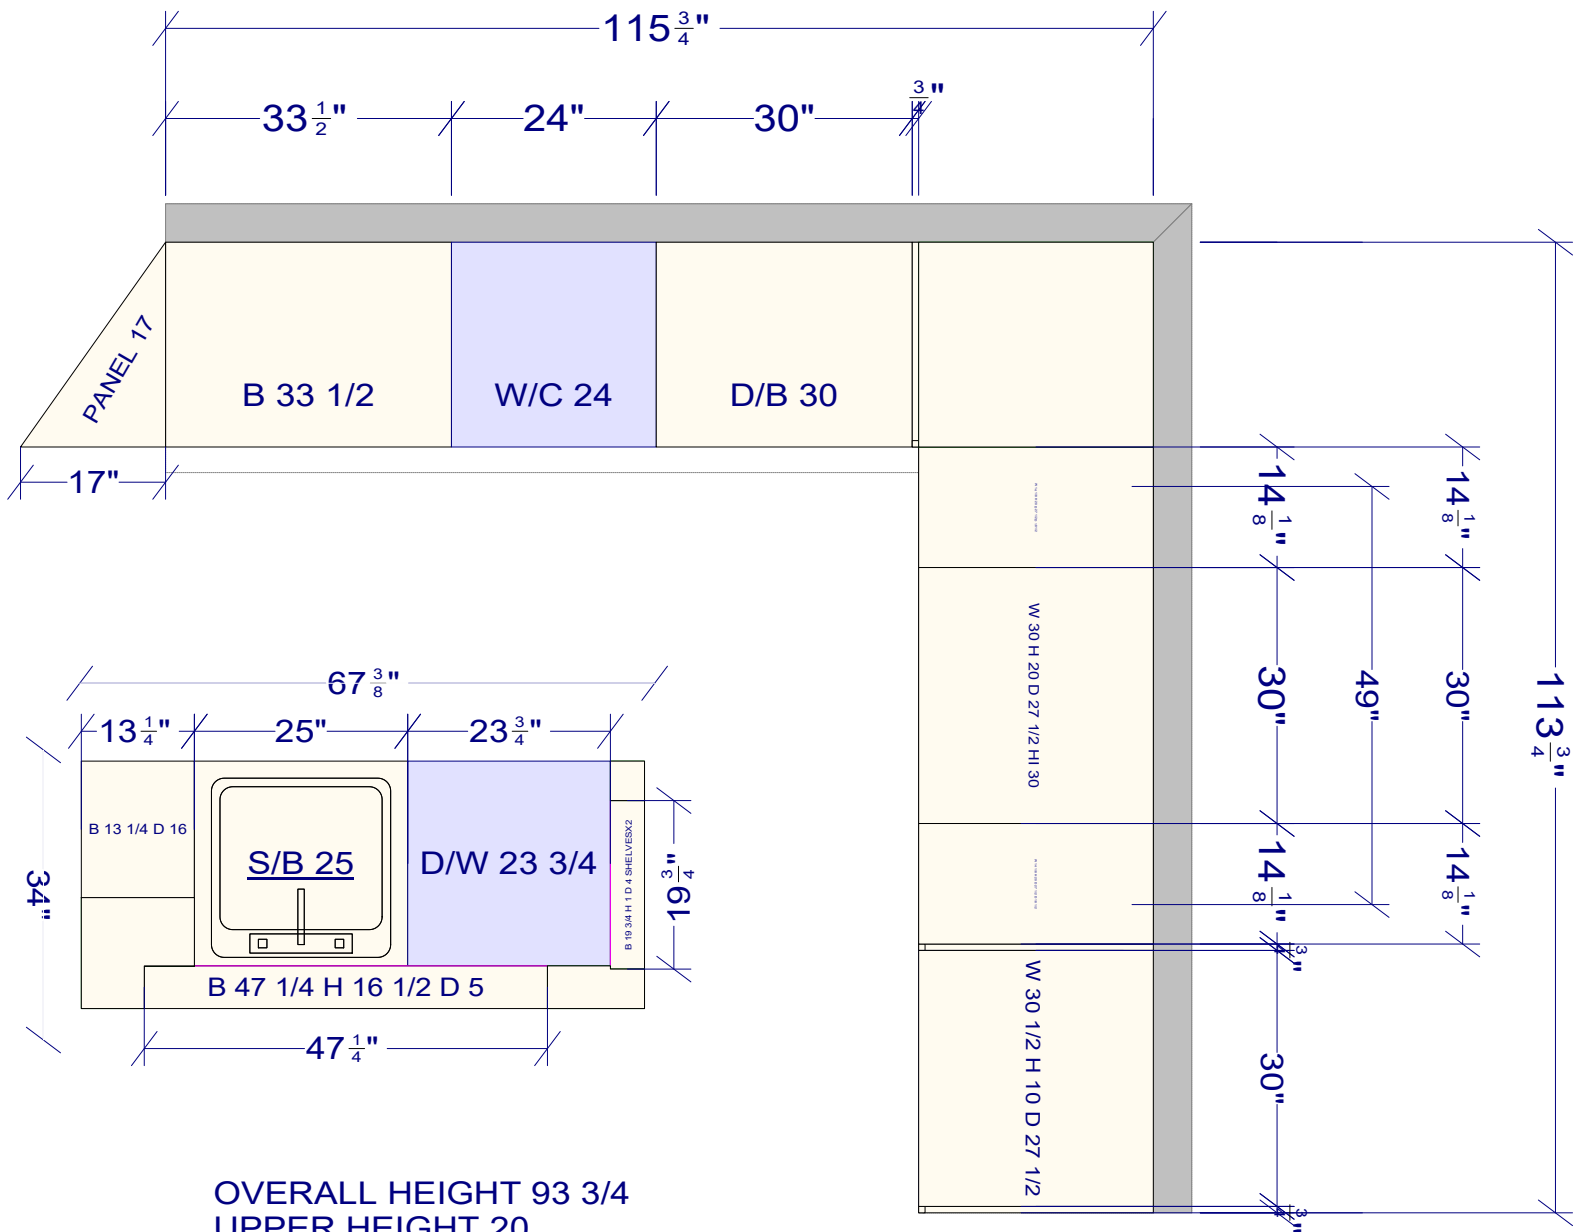 115 3/4"
33 1/2"
24"
30"
3/4"
PANEL 17
B 33 1/2
W/C 24
D/B 30
17"
14 1/8"
14 1/8"
W 30 H 20 D 27 1/2 HI 30
30"
49"
30"
113 3/4"
14 1/8"
14 1/8"
3/4"
W 30 1/2 H 10 D 27 1/2
30"
3/4"
67 3/8"
13 1/4"
25"
23 3/4"
B 13 1/4 D 16
S/B 25
D/W 23 3/4
B 19 3/4 H 1 D 4 SHELVESX2
19 3/4"
34"
B 47 1/4 H 16 1/2 D 5
47 1/4"
OVERALL HEIGHT 93 3/4
UPPER HEIGHT 20